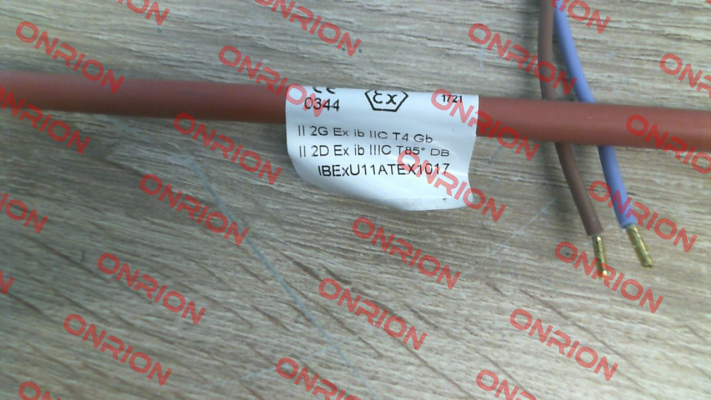 CE
0344
Ex
1721
II 2G Ex ib IIC T4 Gb
II 2D Ex ib IIIC T85° DB
IBExU11ATEX1017
ONRION